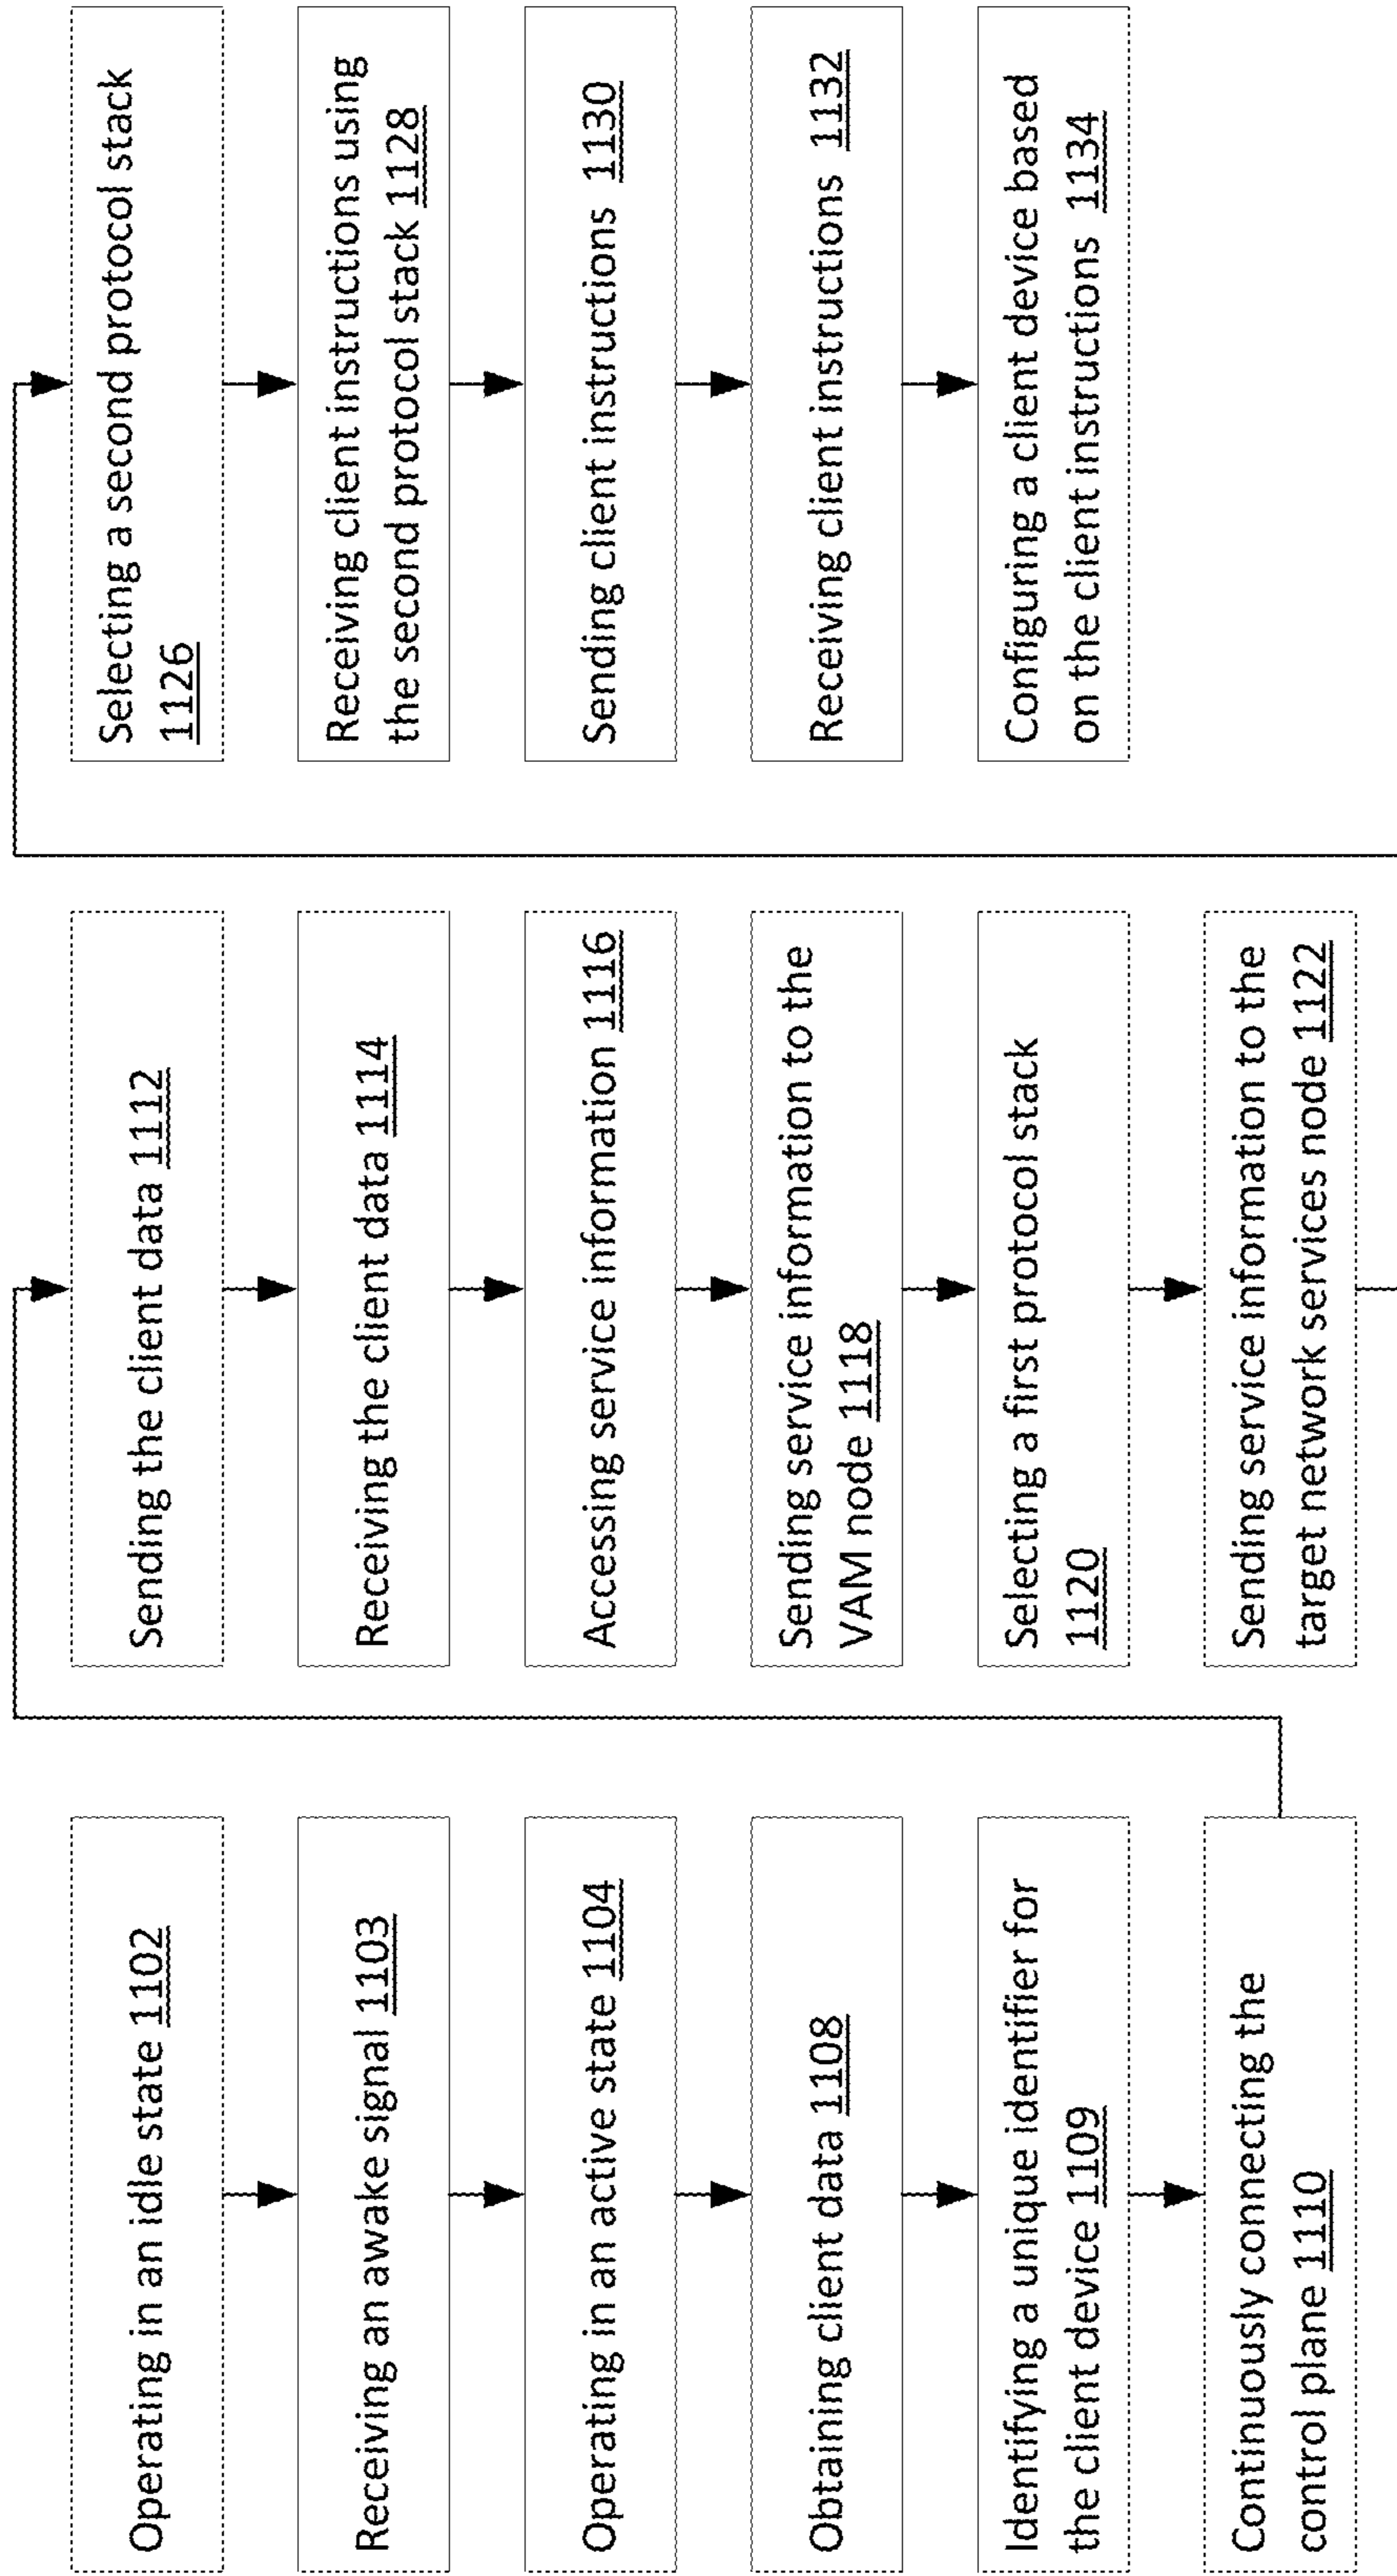 Operating in an idle state 1102
Receiving an awake signal 1103
Operating in an active state 1104
Obtaining client data 1108
Identifying a unique identifier for
the client device 1109
Continuously connecting the
control plane 1110
Sending the client data 1112
Receiving the client data 1114
Accessing service information 1116
Sending service information to the
VAM node 1118
Selecting a first protocol stack
1120
Sending service information to the
target network services node 1122
Selecting a second protocol stack
1126
Receiving client instructions using
the second protocol stack 1128
Sending client instructions 1130
Receiving client instructions 1132
Configuring a client device based
on the client instructions 1134